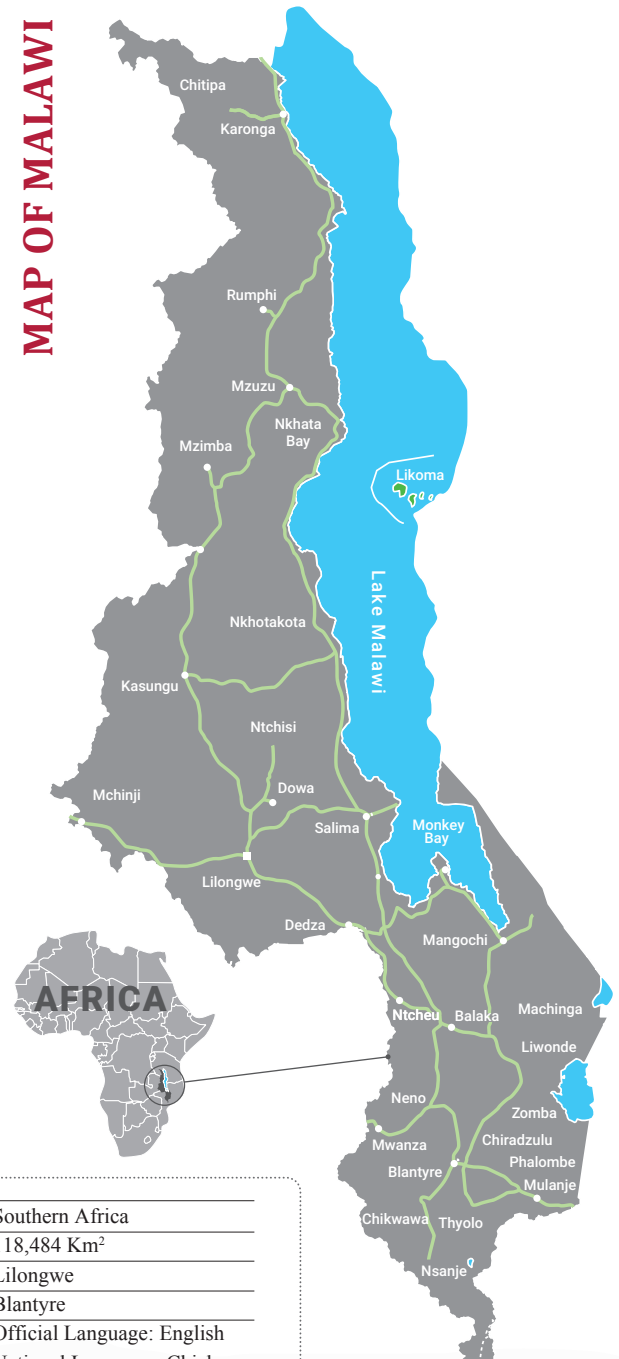 MAP OF MALAWI
Chitipa
Karonga
Rumphi
Mzuzu
Nkhata
Bay
Mzimba
Likoma
Lake Malawi
Nkhotakota
Kasungu
Ntchisi
Dowa
Mchinji
Salima
Monkey
Bay
Lilongwe
Dedza
Mangochi
AFRICA
Ntcheu
Balaka
Machinga
Liwonde
Neno
Zomba
Mwanza
Chiradzulu
Blantyre
Phalombe
Mulanje
Chikwawa
Thyolo
Nsanje
Southern Africa
18,484 Km²
Lilongwe
Blantyre
Official Language: English